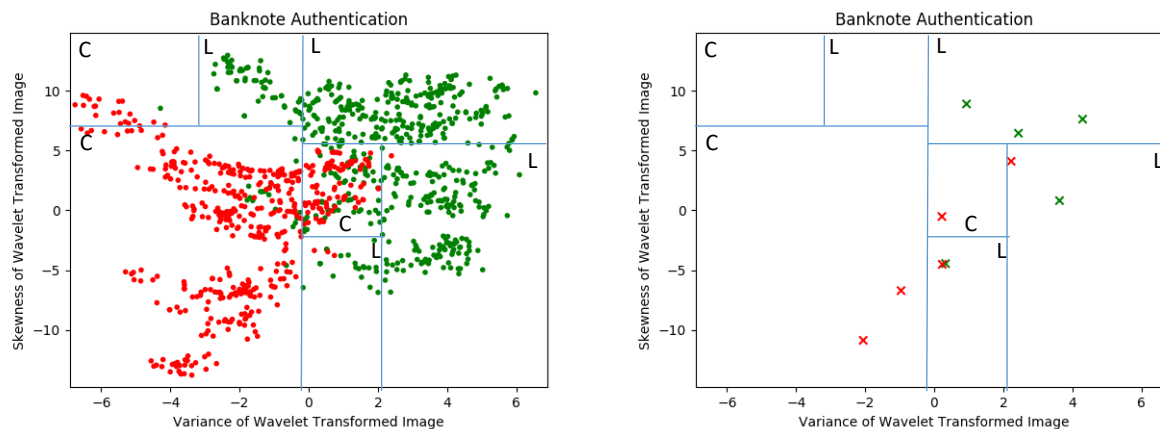 Banknote Authentication
C
L
L
C
L
C
L
10
5
0
−5
−10
−6
−4
−2
0
2
4
6
Skewness of Wavelet Transformed Image
Variance of Wavelet Transformed Image
Banknote Authentication
C
L
L
C
L
C
L
10
5
0
−5
−10
−6
−4
−2
0
2
4
6
Skewness of Wavelet Transformed Image
Variance of Wavelet Transformed Image